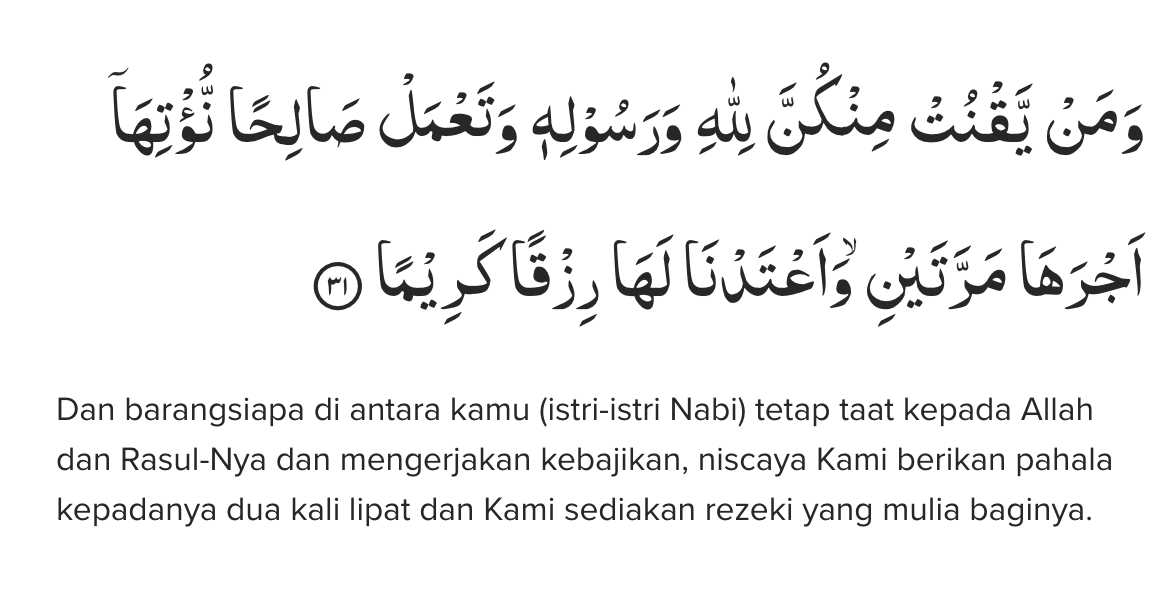 وَمَنْ يَّقْنُتْ مِنْكُنَّ لِلّٰهِ وَرَسُوْلِهٖ وَتَعْمَلْ صَالِحًا نُّؤْتِهَآ
اَجْرَهَا مَرَّتَيْنِۙ وَاَعْتَدْنَا لَهَا رِزْقًا كَرِيْمًا ٣١
Dan barangsiapa di antara kamu (istri-istri Nabi) tetap taat kepada Allah
dan Rasul-Nya dan mengerjakan kebajikan, niscaya Kami berikan pahala
kepadanya dua kali lipat dan Kami sediakan rezeki yang mulia baginya.